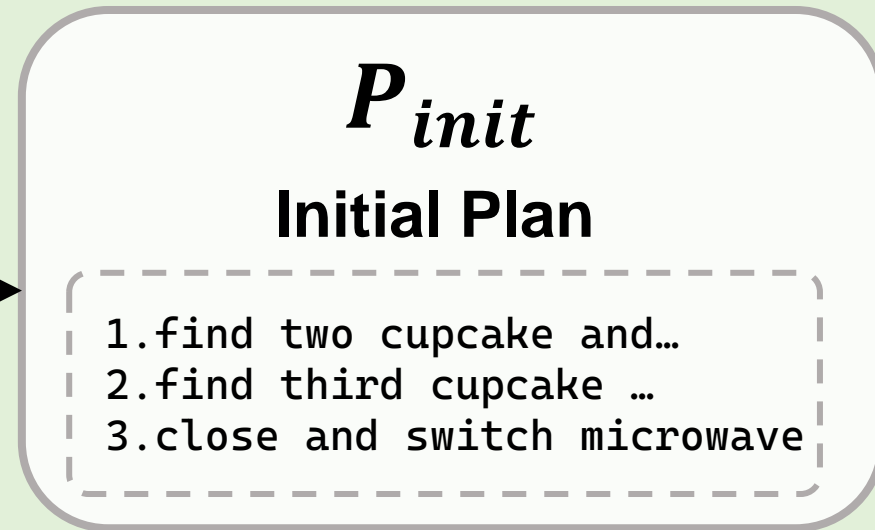 P_init
Initial Plan
1.find two cupcake and…
2.find third cupcake …
3.close and switch microwave